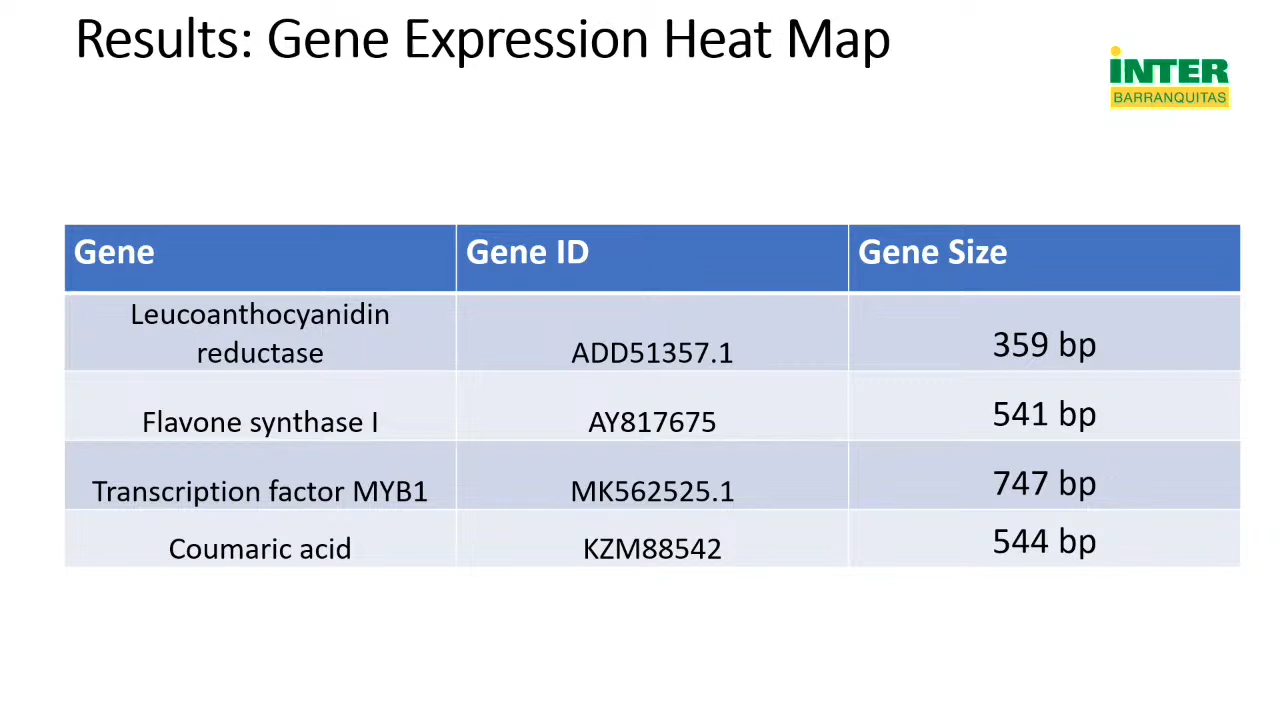 Results: Gene Expression Heat Map
iNTER
BARRANQUITAS
Gene Gene ID Gene Size
Leucoanthocyanidin
reductase ADD51357.1 359 bp
Flavone synthase I AY817675 541 bp
Transcription factor MYB1 MK562525.1 747 bp
Coumaric acid KZM88542 544 bp